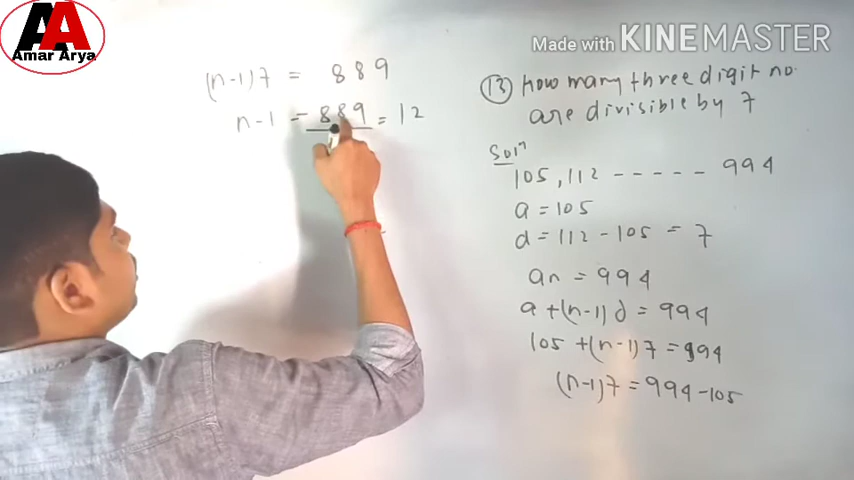 Amar Arya
Made with KINEMASTER
(n-1)7 = 889
n-1 = 889 = 12
(13) How many three digit no.
are divisible by 7
Solⁿ
105, 112 ----- 994
a = 105
d = 112 - 105 = 7
an = 994
a + (n-1) d = 994
105 + (n-1) 7 = 994
(n-1) 7 = 994 - 105